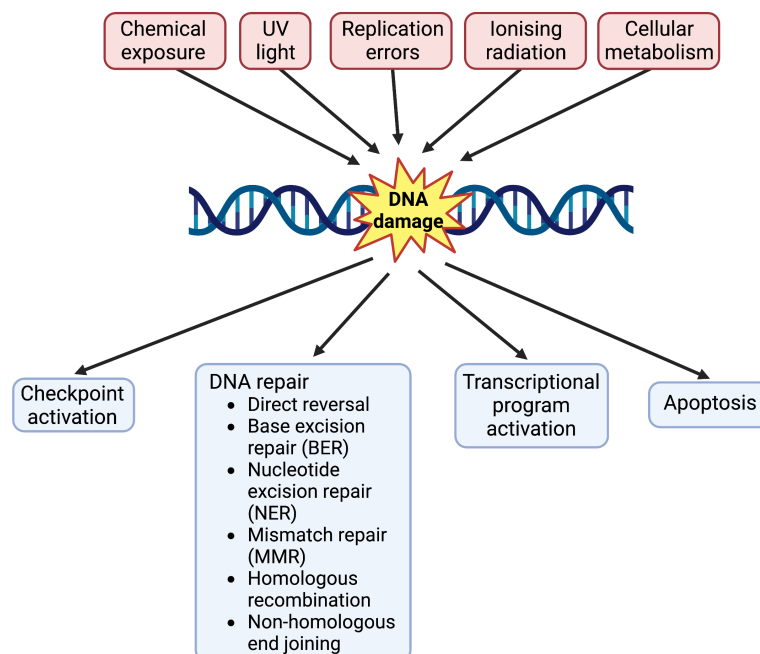 Chemical
exposure
UV
light
Replication
errors
Ionising
radiation
Cellular
metabolism
DNA
damage
Checkpoint
activation
DNA repair
• Direct reversal
• Base excision
repair (BER)
• Nucleotide
excision repair
(NER)
• Mismatch repair
(MMR)
• Homologous
recombination
• Non-homologous
end joining
Transcriptional
program
activation
Apoptosis